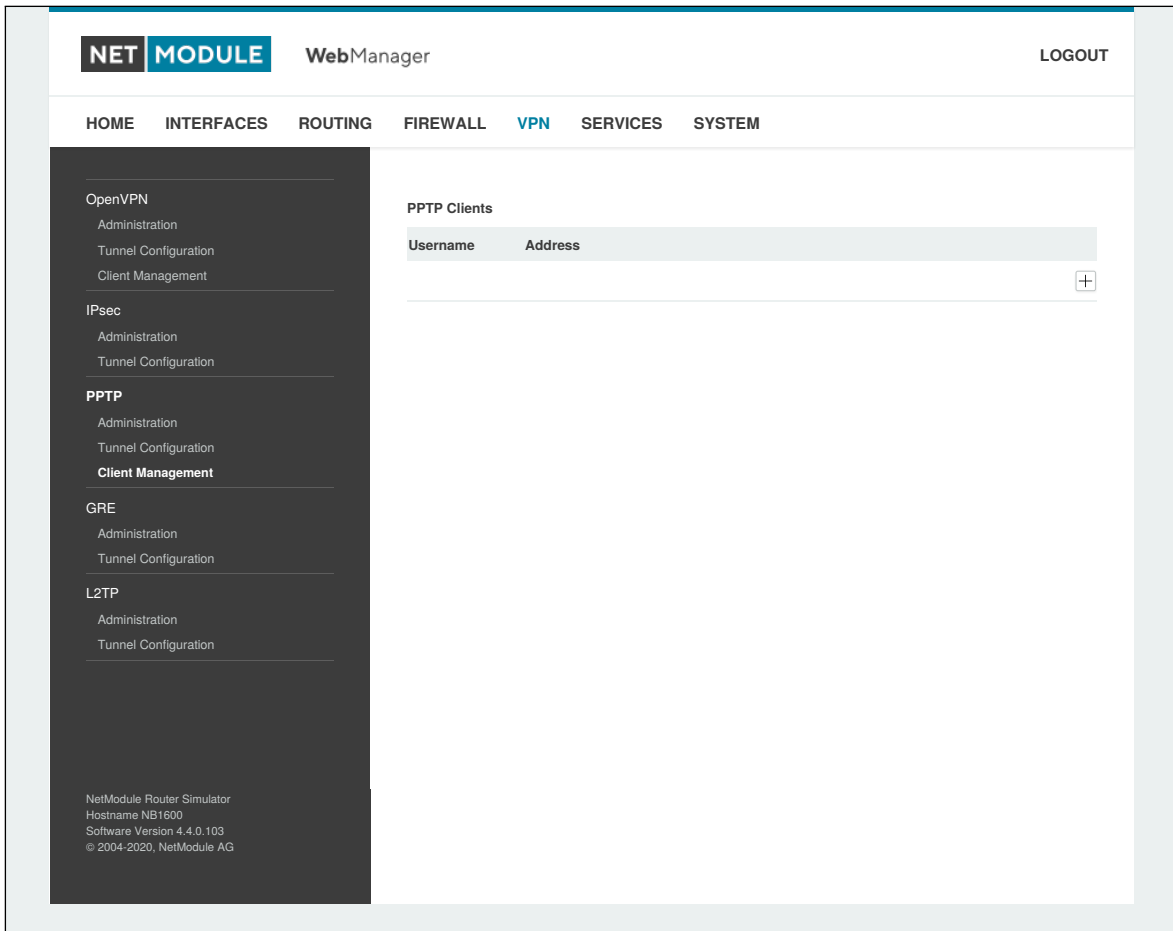 NET MODULE WebManager LOGOUT
HOME INTERFACES ROUTING FIREWALL VPN SERVICES SYSTEM
OpenVPN
Administration
Tunnel Configuration
Client Management
IPsec
Administration
Tunnel Configuration
PPTP
Administration
Tunnel Configuration
Client Management
GRE
Administration
Tunnel Configuration
L2TP
Administration
Tunnel Configuration
NetModule Router Simulator
Hostname NB1600
Software Version 4.4.0.103
© 2004-2020, NetModule AG
PPTP Clients
Username Address